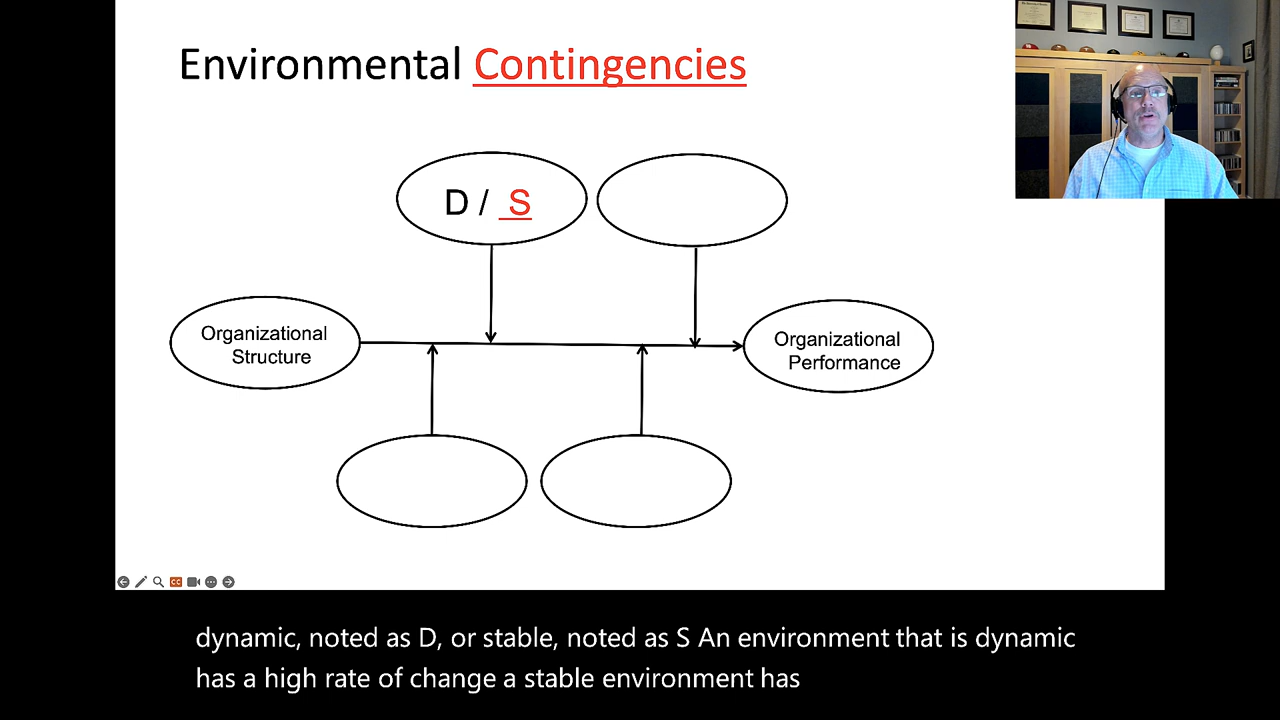 Environmental Contingencies
D / S
Organizational
Structure
Organizational
Performance
CC
dynamic, noted as D, or stable, noted as S An environment that is dynamic
has a high rate of change a stable environment has